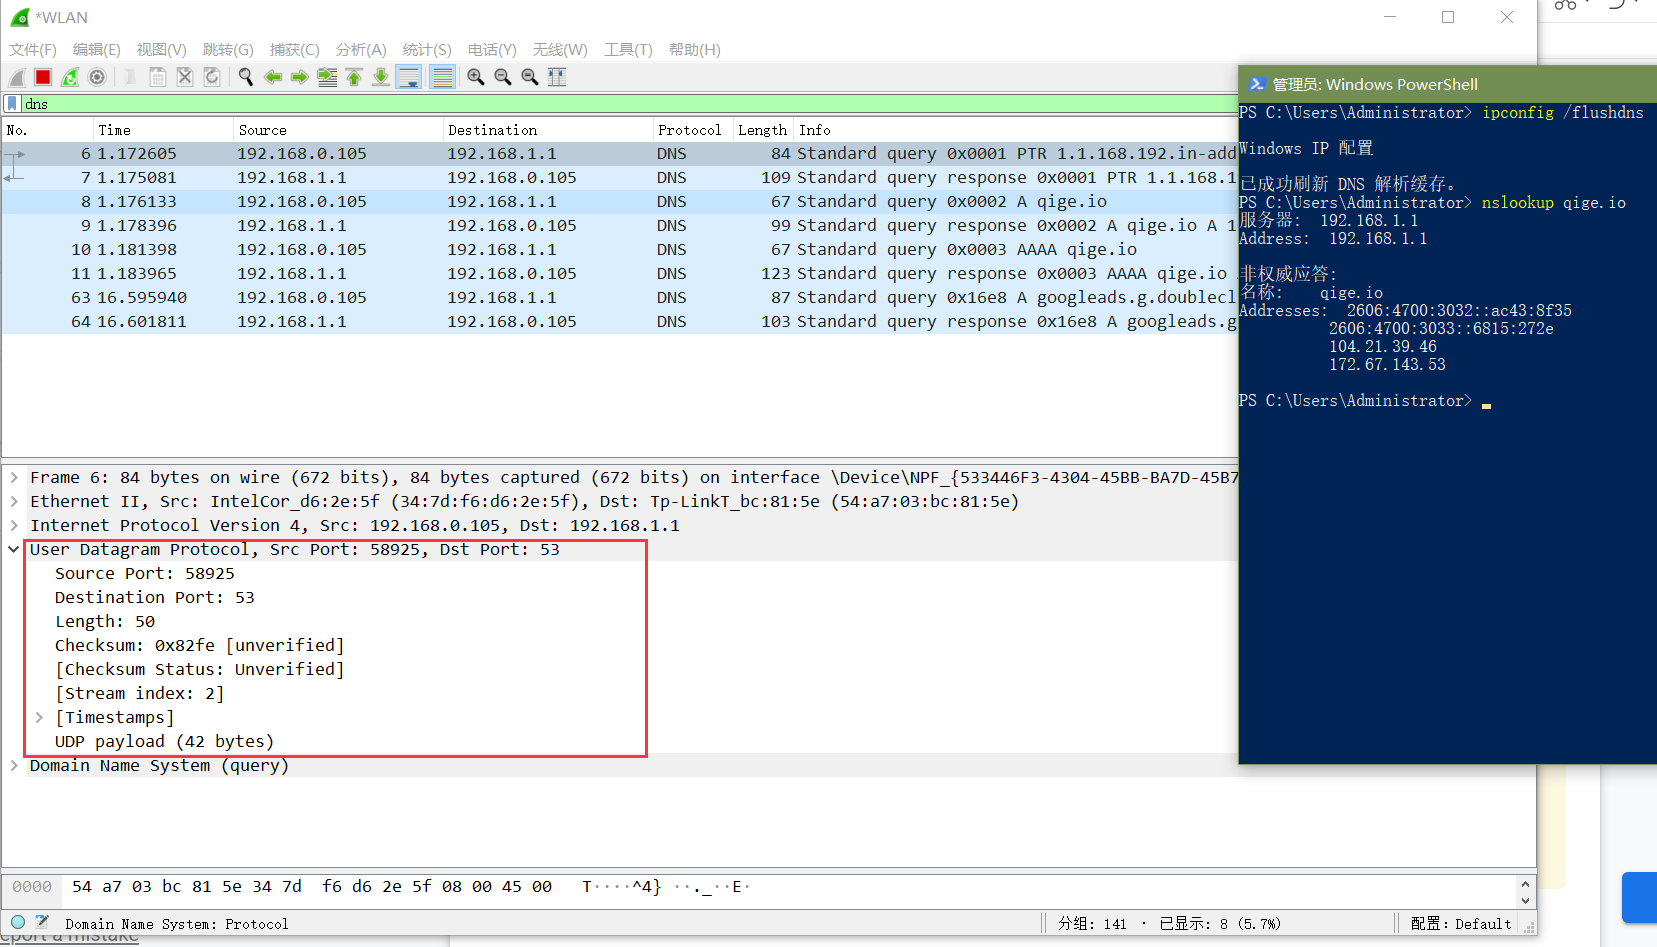 *WLAN
文件(F) 编辑(E) 视图(V) 跳转(G) 捕获(C) 分析(A) 统计(S) 电话(Y) 无线(W) 工具(T) 帮助(H)
dns
No. Time Source Destination Protocol Length Info
6 1.172605 192.168.0.105 192.168.1.1 DNS 84 Standard query 0x0001 PTR 1.1.168.192.in-add
7 1.175081 192.168.1.1 192.168.0.105 DNS 109 Standard query response 0x0001 PTR 1.1.168.1
8 1.176133 192.168.0.105 192.168.1.1 DNS 67 Standard query 0x0002 A qige.io
9 1.178396 192.168.1.1 192.168.0.105 DNS 99 Standard query response 0x0002 A qige.io A 1
10 1.181398 192.168.0.105 192.168.1.1 DNS 67 Standard query 0x0003 AAAA qige.io
11 1.183965 192.168.1.1 192.168.0.105 DNS 123 Standard query response 0x0003 AAAA qige.io
63 16.595940 192.168.0.105 192.168.1.1 DNS 87 Standard query 0x16e8 A googleads.g.doublecl
64 16.601811 192.168.1.1 192.168.0.105 DNS 103 Standard query response 0x16e8 A googleads.g
Frame 6: 84 bytes on wire (672 bits), 84 bytes captured (672 bits) on interface \Device\NPF_{533446F3-4304-45BB-BA7D-45B7
Ethernet II, Src: IntelCor_d6:2e:5f (34:7d:f6:d6:2e:5f), Dst: Tp-LinkT_bc:81:5e (54:a7:03:bc:81:5e)
Internet Protocol Version 4, Src: 192.168.0.105, Dst: 192.168.1.1
User Datagram Protocol, Src Port: 58925, Dst Port: 53
Source Port: 58925
Destination Port: 53
Length: 50
Checksum: 0x82fe [unverified]
[Checksum Status: Unverified]
[Stream index: 2]
[Timestamps]
UDP payload (42 bytes)
Domain Name System (query)
0000 54 a7 03 bc 81 5e 34 7d f6 d6 2e 5f 08 00 45 00 T····^4} ··._··E·
Domain Name System: Protocol 分组: 141 · 已显示: 8 (5.7%) 配置: Default
eport a mistake
管理员: Windows PowerShell
PS C:\Users\Administrator> ipconfig /flushdns
Windows IP 配置
已成功刷新 DNS 解析缓存。
PS C:\Users\Administrator> nslookup qige.io
服务器: 192.168.1.1
Address: 192.168.1.1
非权威应答:
名称: qige.io
Addresses: 2606:4700:3032::ac43:8f35
2606:4700:3033::6815:272e
104.21.39.46
172.67.143.53
PS C:\Users\Administrator>